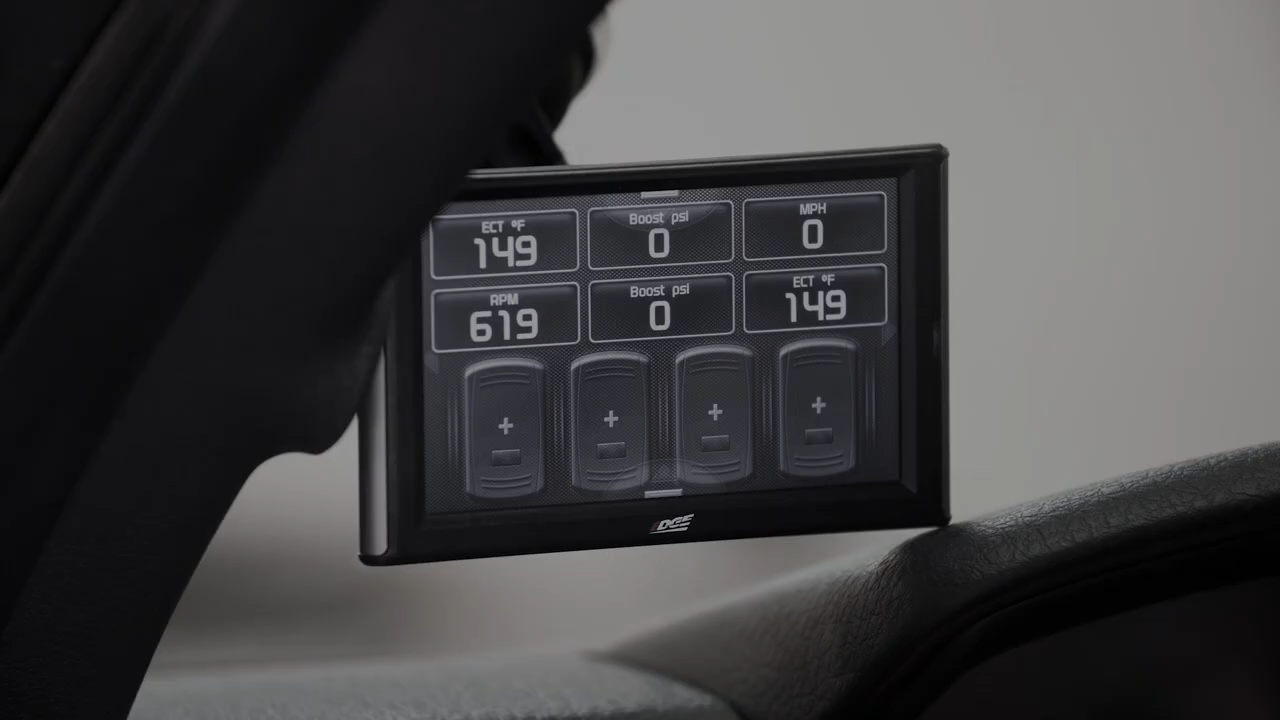 ECT °F
149
Boost psi
0
MPH
0
RPM
619
Boost psi
0
ECT °F
149
+
+
+
+
EDGE